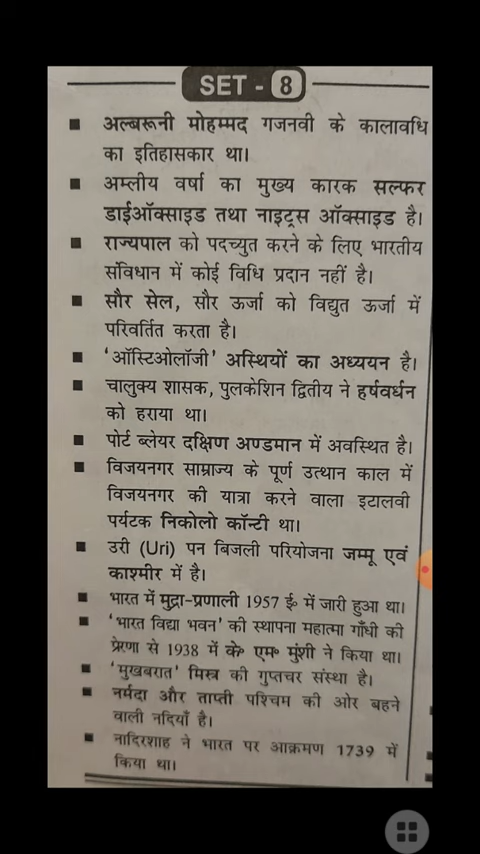 SET - 8
अल्बरूनी मोहम्मद गजनवी के कालावधि
का इतिहासकार था।
अम्लीय वर्षा का मुख्य कारक सल्फर
डाईऑक्साइड तथा नाइट्रस ऑक्साइड है।
राज्यपाल को पदच्युत करने के लिए भारतीय
संविधान में कोई विधि प्रदान नहीं है।
सौर सेल, सौर ऊर्जा को विद्युत ऊर्जा में
परिवर्तित करता है।
'ऑस्टिओलॉजी' अस्थियों का अध्ययन है।
चालुक्य शासक, पुलकेशिन द्वितीय ने हर्षवर्धन
को हराया था।
पोर्ट ब्लेयर दक्षिण अण्डमान में अवस्थित है।
विजयनगर साम्राज्य के पूर्ण उत्थान काल में
विजयनगर की यात्रा करने वाला इटालवी
पर्यटक निकोलो कॉन्टी था।
उरी (Uri) पन बिजली परियोजना जम्मू एवं
काश्मीर में है।
भारत में मुद्रा-प्रणाली 1957 ई॰ में जारी हुआ था।
'भारत विद्या भवन' की स्थापना महात्मा गाँधी की
प्रेरणा से 1938 में के॰ एम॰ मुंशी ने किया था।
'मुखबरात' मिस्र की गुप्तचर संस्था है।
नर्मदा और ताप्ती पश्चिम की ओर बहने
वाली नदियाँ है।
नादिरशाह ने भारत पर आक्रमण 1739 में
किया था।